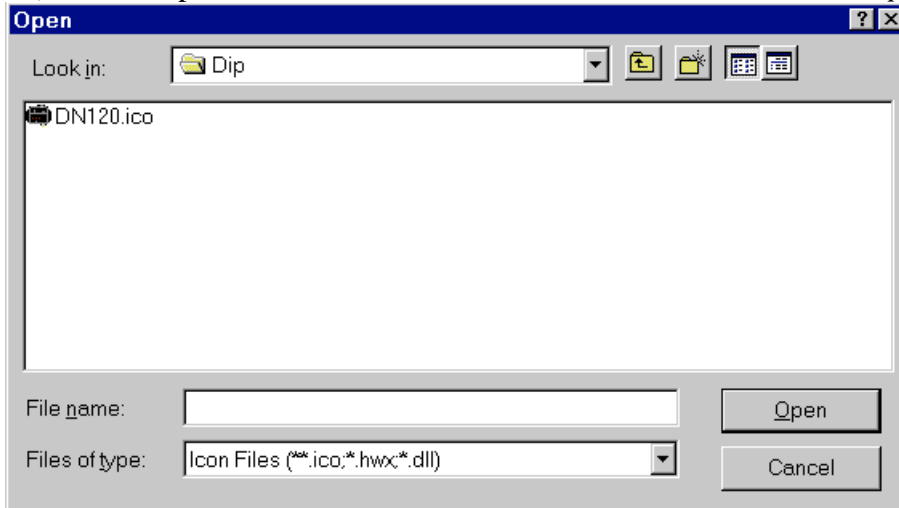 Open
Look in: Dip
DN120.ico
File name: Open
Files of type: Icon Files (**.ico;*.hwx;*.dll) Cancel